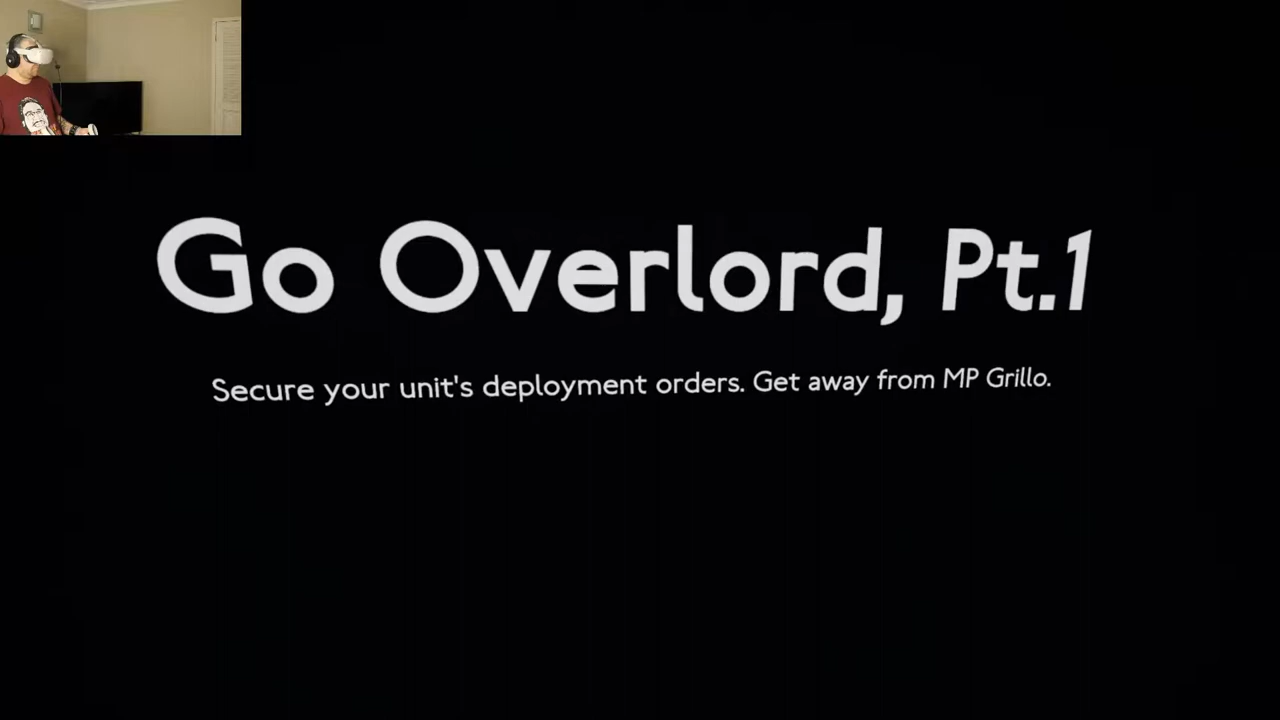 Go Overlord, Pt.1
Secure your unit's deployment orders. Get away from MP Grillo.